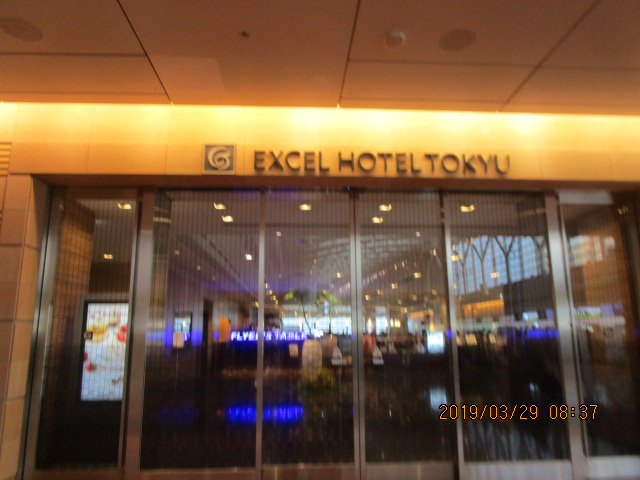 EXCEL HOTEL TOKYU
FLYER'S TABLE
2019/03/29 08:37